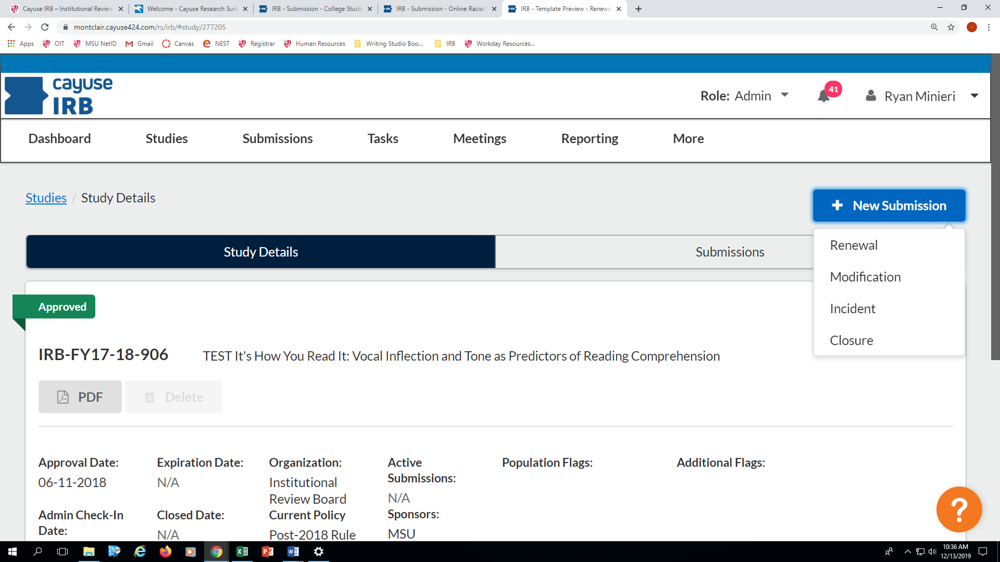 Cayuse IRB – Institutional Review
Welcome - Cayuse Research Suit
IRB - Submission - College Stude
IRB - Submission - Online Racial
IRB - Template Preview - Renewa
montclair.cayuse424.com/rs/irb/#study/277205
Apps OIT MSU NetID Gmail Canvas NEST Registrar Human Resources Writing Studio Boo... IRB Workday Resources...
cayuse
IRB
Role: Admin
41
Ryan Minieri
Dashboard Studies Submissions Tasks Meetings Reporting More
Studies / Study Details
+ New Submission
Study Details
Submissions
Renewal
Modification
Incident
Closure
Approved
IRB-FY17-18-906 TEST It's How You Read It: Vocal Inflection and Tone as Predictors of Reading Comprehension
PDF Delete
Approval Date:
06-11-2018
Expiration Date:
N/A
Organization:
Institutional
Review Board
Active
Submissions:
N/A
Population Flags:
Additional Flags:
Admin Check-In
Date:
Closed Date:
N/A
Current Policy
Post-2018 Rule
Sponsors:
MSU
?
10:36 AM
12/13/2019